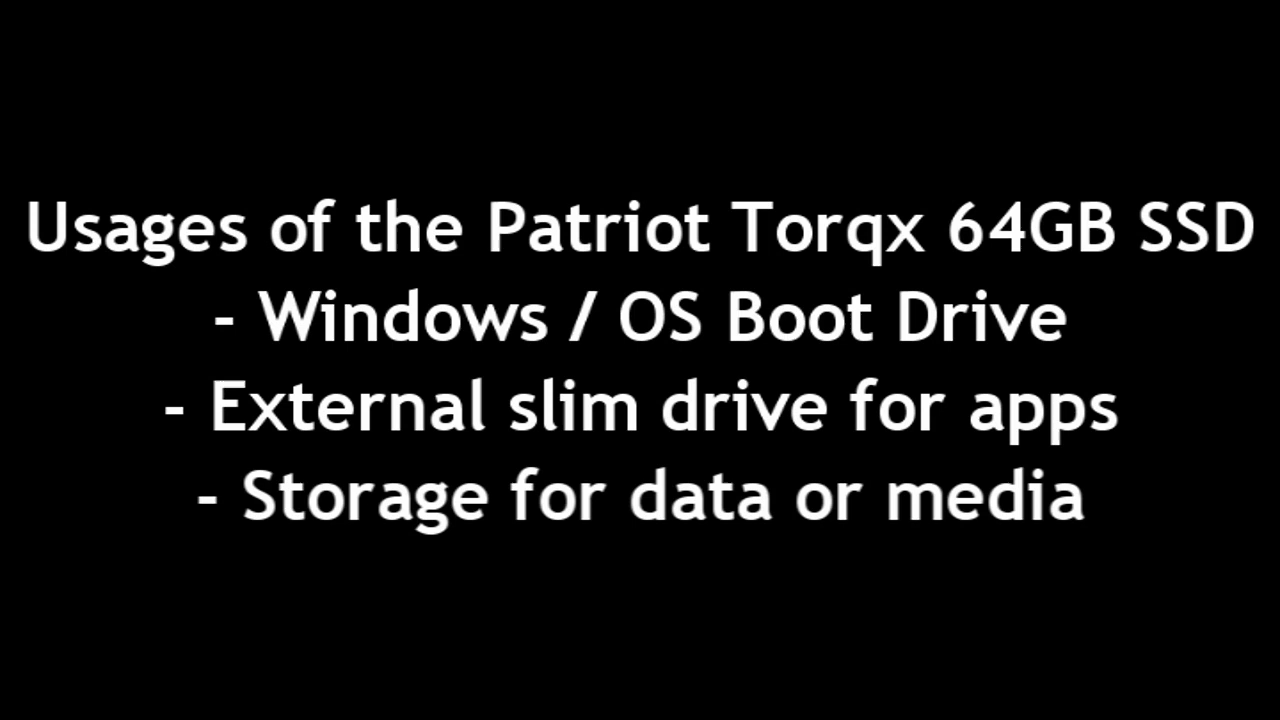 Usages of the Patriot Torqx 64GB SSD
- Windows / OS Boot Drive
- External slim drive for apps
- Storage for data or media